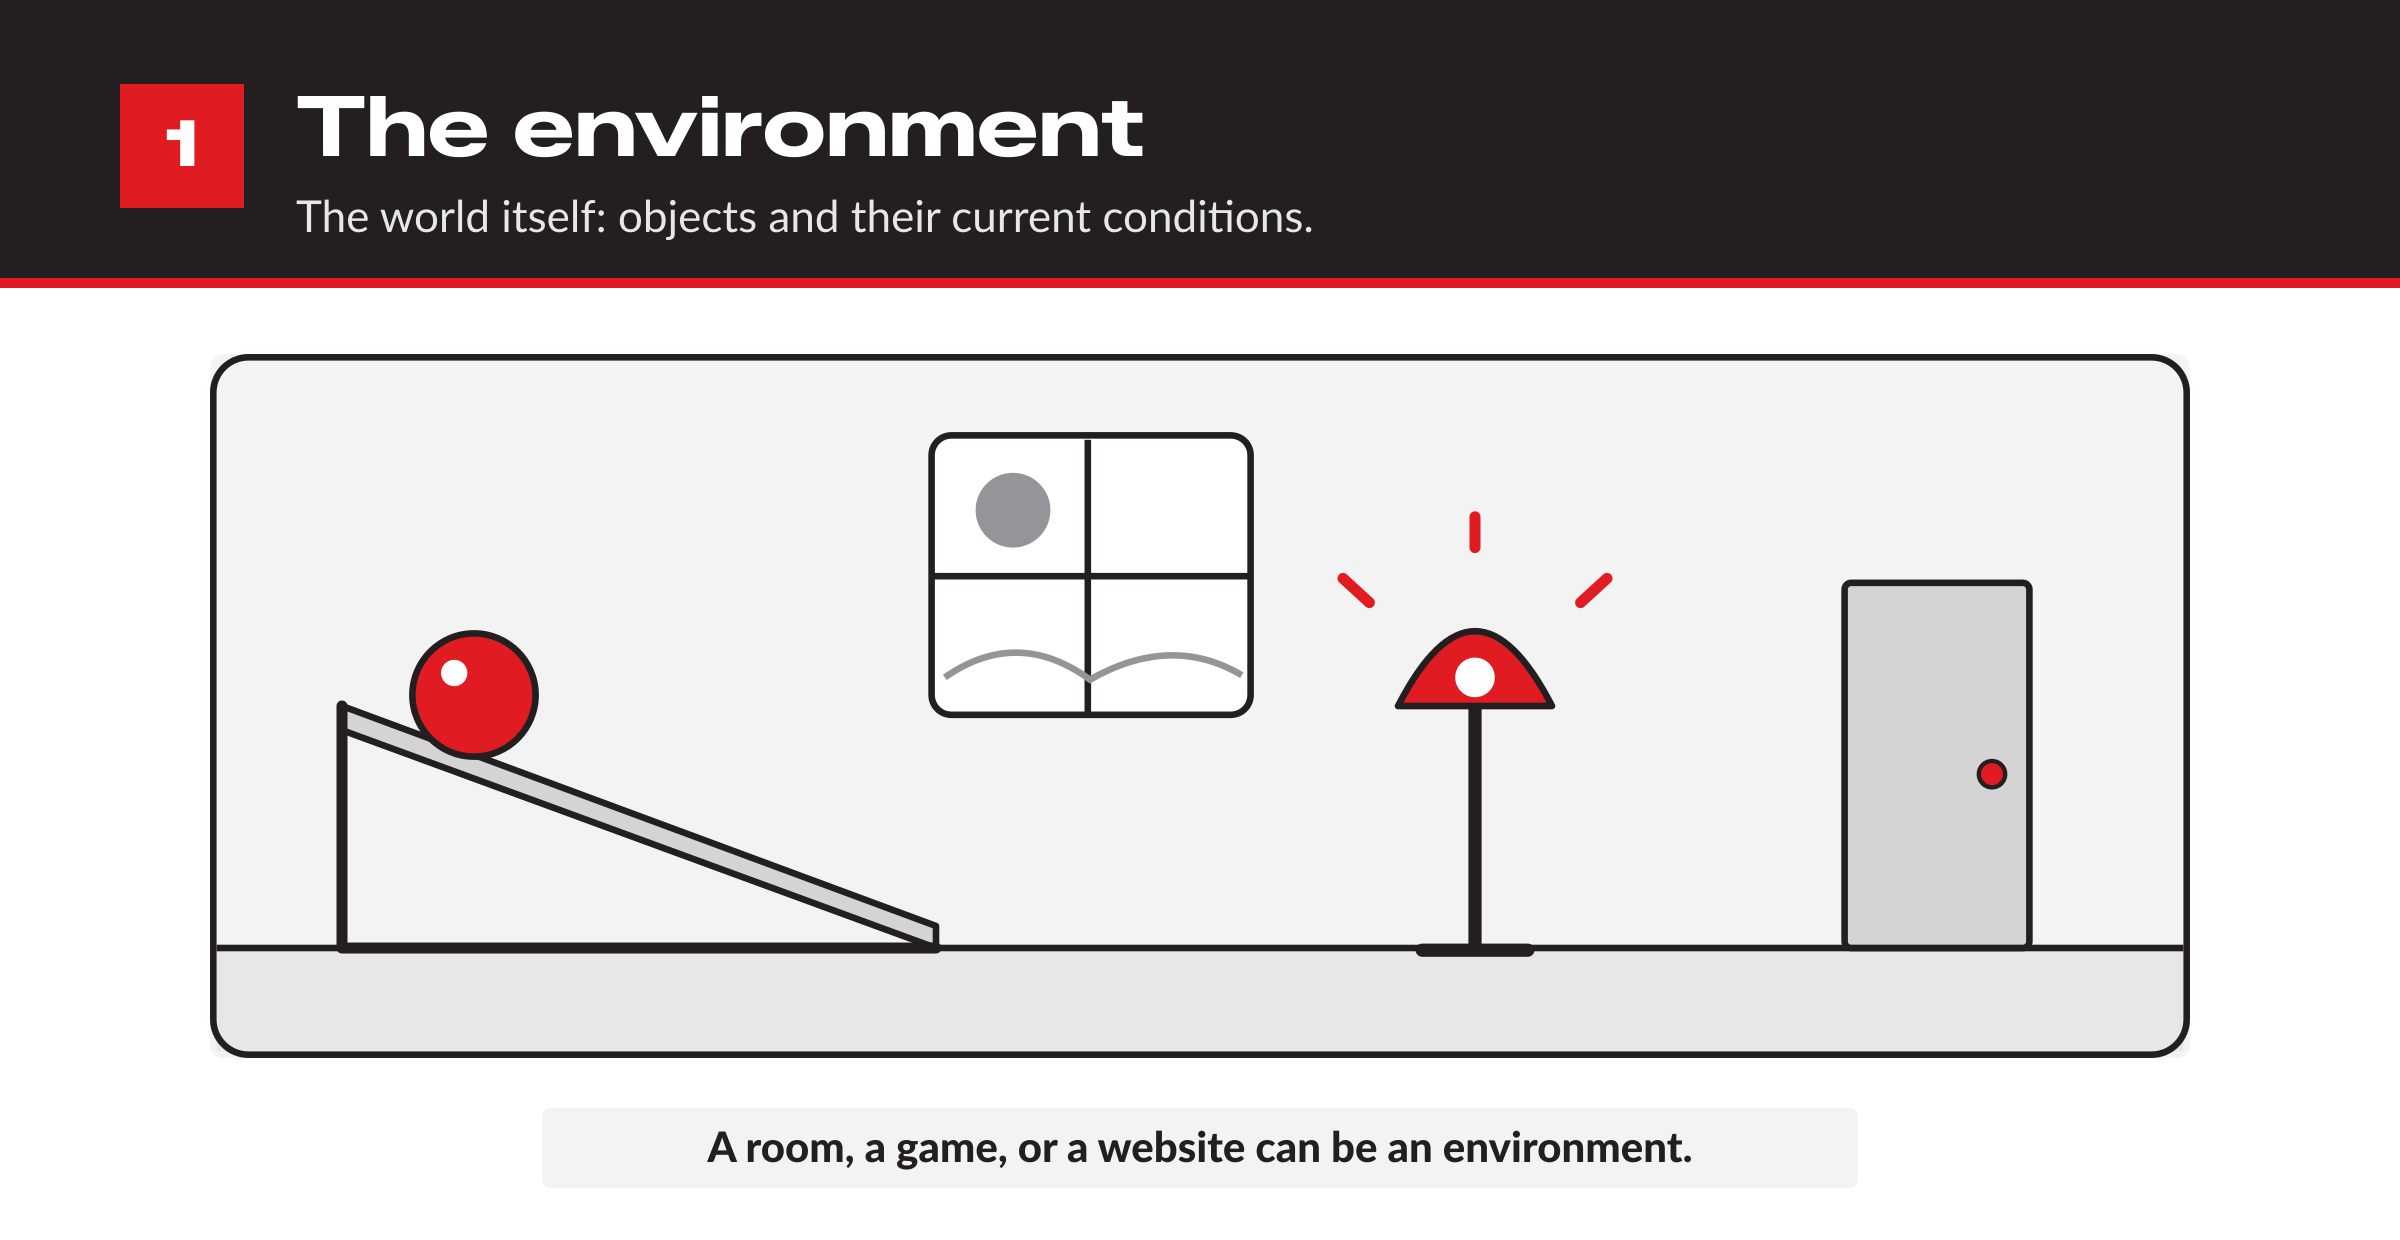 1
The environment
The world itself: objects and their current conditions.
A room, a game, or a website can be an environment.